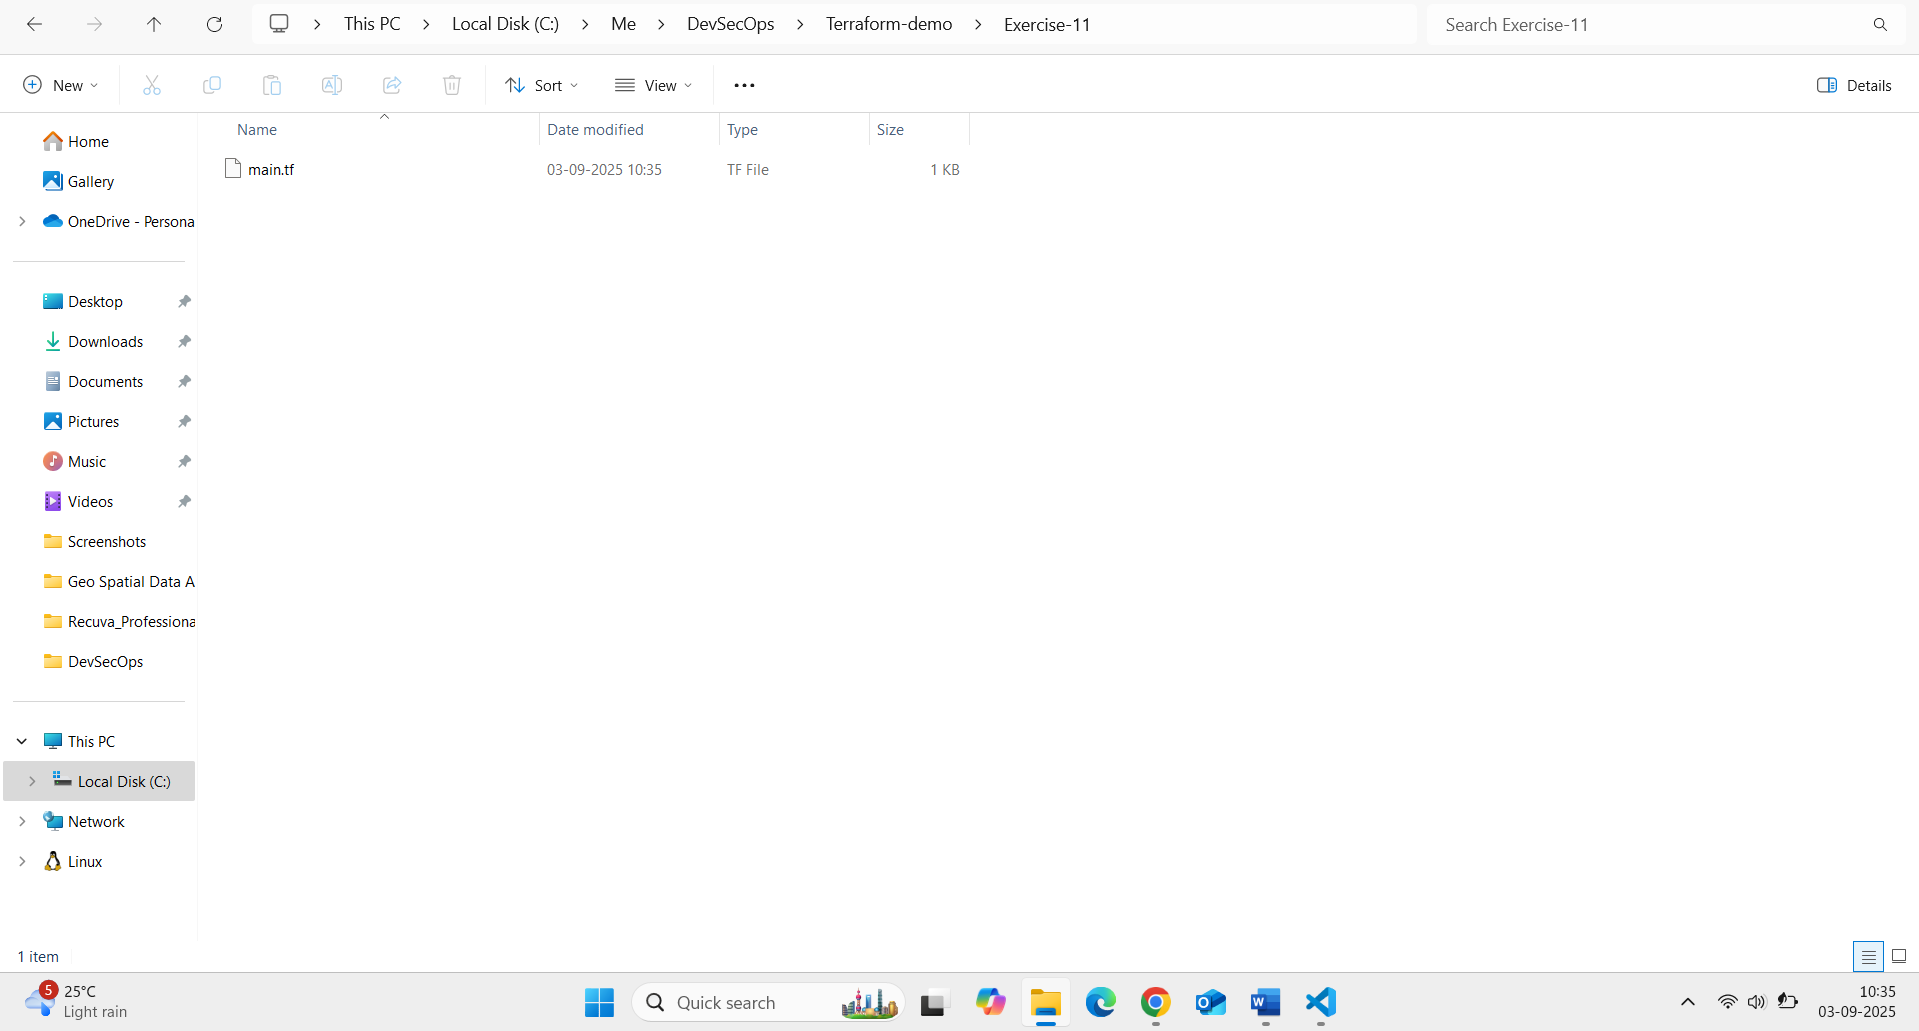 This PC > Local Disk (C:) > Me > DevSecOps > Terraform-demo > Exercise-11
Search Exercise-11
New
Sort
View
Details
Name Date modified Type Size
main.tf 03-09-2025 10:35 TF File 1 KB
Home
Gallery
OneDrive - Persona
Desktop
Downloads
Documents
Pictures
Music
Videos
Screenshots
Geo Spatial Data A
Recuva_Professiona
DevSecOps
This PC
Local Disk (C:)
Network
Linux
1 item
5
25°C
Light rain
Quick search
10:35
03-09-2025